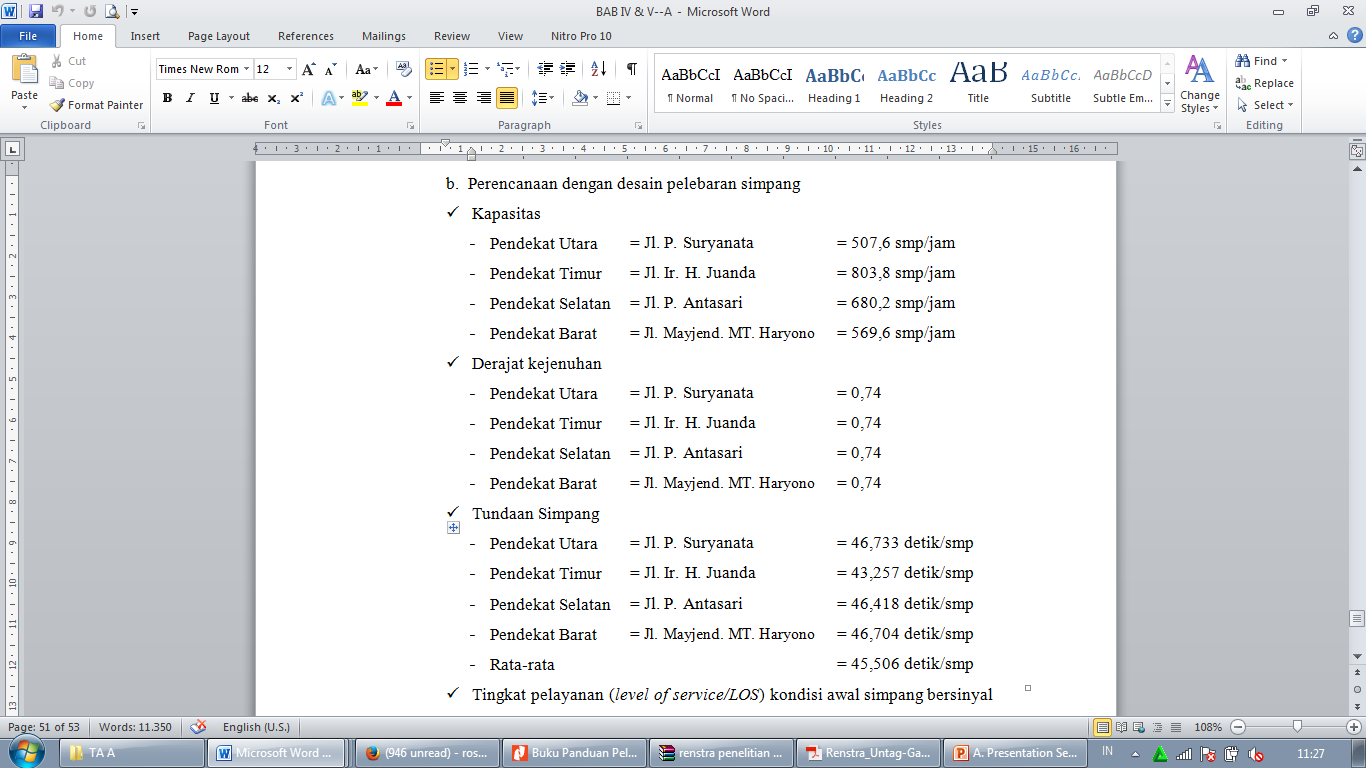 BAB IV & V--A - Microsoft Word
File Home Insert Page Layout References Mailings Review View Nitro Pro 10
Paste
Cut
Copy
Format Painter
Clipboard
Times New Rom 12
Font
Paragraph
AaBbCcI AaBbCcI AaBbCc AaBbCc AaB AaBbCc. AaBbCcD
¶ Normal ¶ No Spaci... Heading 1 Heading 2 Title Subtitle Subtle Em...
Styles
Change Styles
Find
Replace
Select
Editing
b. Perencanaan dengan desain pelebaran simpang
✓ Kapasitas
- Pendekat Utara = Jl. P. Suryanata = 507,6 smp/jam
- Pendekat Timur = Jl. Ir. H. Juanda = 803,8 smp/jam
- Pendekat Selatan = Jl. P. Antasari = 680,2 smp/jam
- Pendekat Barat = Jl. Mayjend. MT. Haryono = 569,6 smp/jam
✓ Derajat kejenuhan
- Pendekat Utara = Jl. P. Suryanata = 0,74
- Pendekat Timur = Jl. Ir. H. Juanda = 0,74
- Pendekat Selatan = Jl. P. Antasari = 0,74
- Pendekat Barat = Jl. Mayjend. MT. Haryono = 0,74
✓ Tundaan Simpang
- Pendekat Utara = Jl. P. Suryanata = 46,733 detik/smp
- Pendekat Timur = Jl. Ir. H. Juanda = 43,257 detik/smp
- Pendekat Selatan = Jl. P. Antasari = 46,418 detik/smp
- Pendekat Barat = Jl. Mayjend. MT. Haryono = 46,704 detik/smp
- Rata-rata = 45,506 detik/smp
✓ Tingkat pelayanan (level of service/LOS) kondisi awal simpang bersinyal
Page: 51 of 53 Words: 11.350 English (U.S.) 108%
TA A Microsoft Word ... (946 unread) - ros... Buku Panduan Pel... renstra penelitian ... Renstra_Untag-Ga... A. Presentation Se... IN 11:27